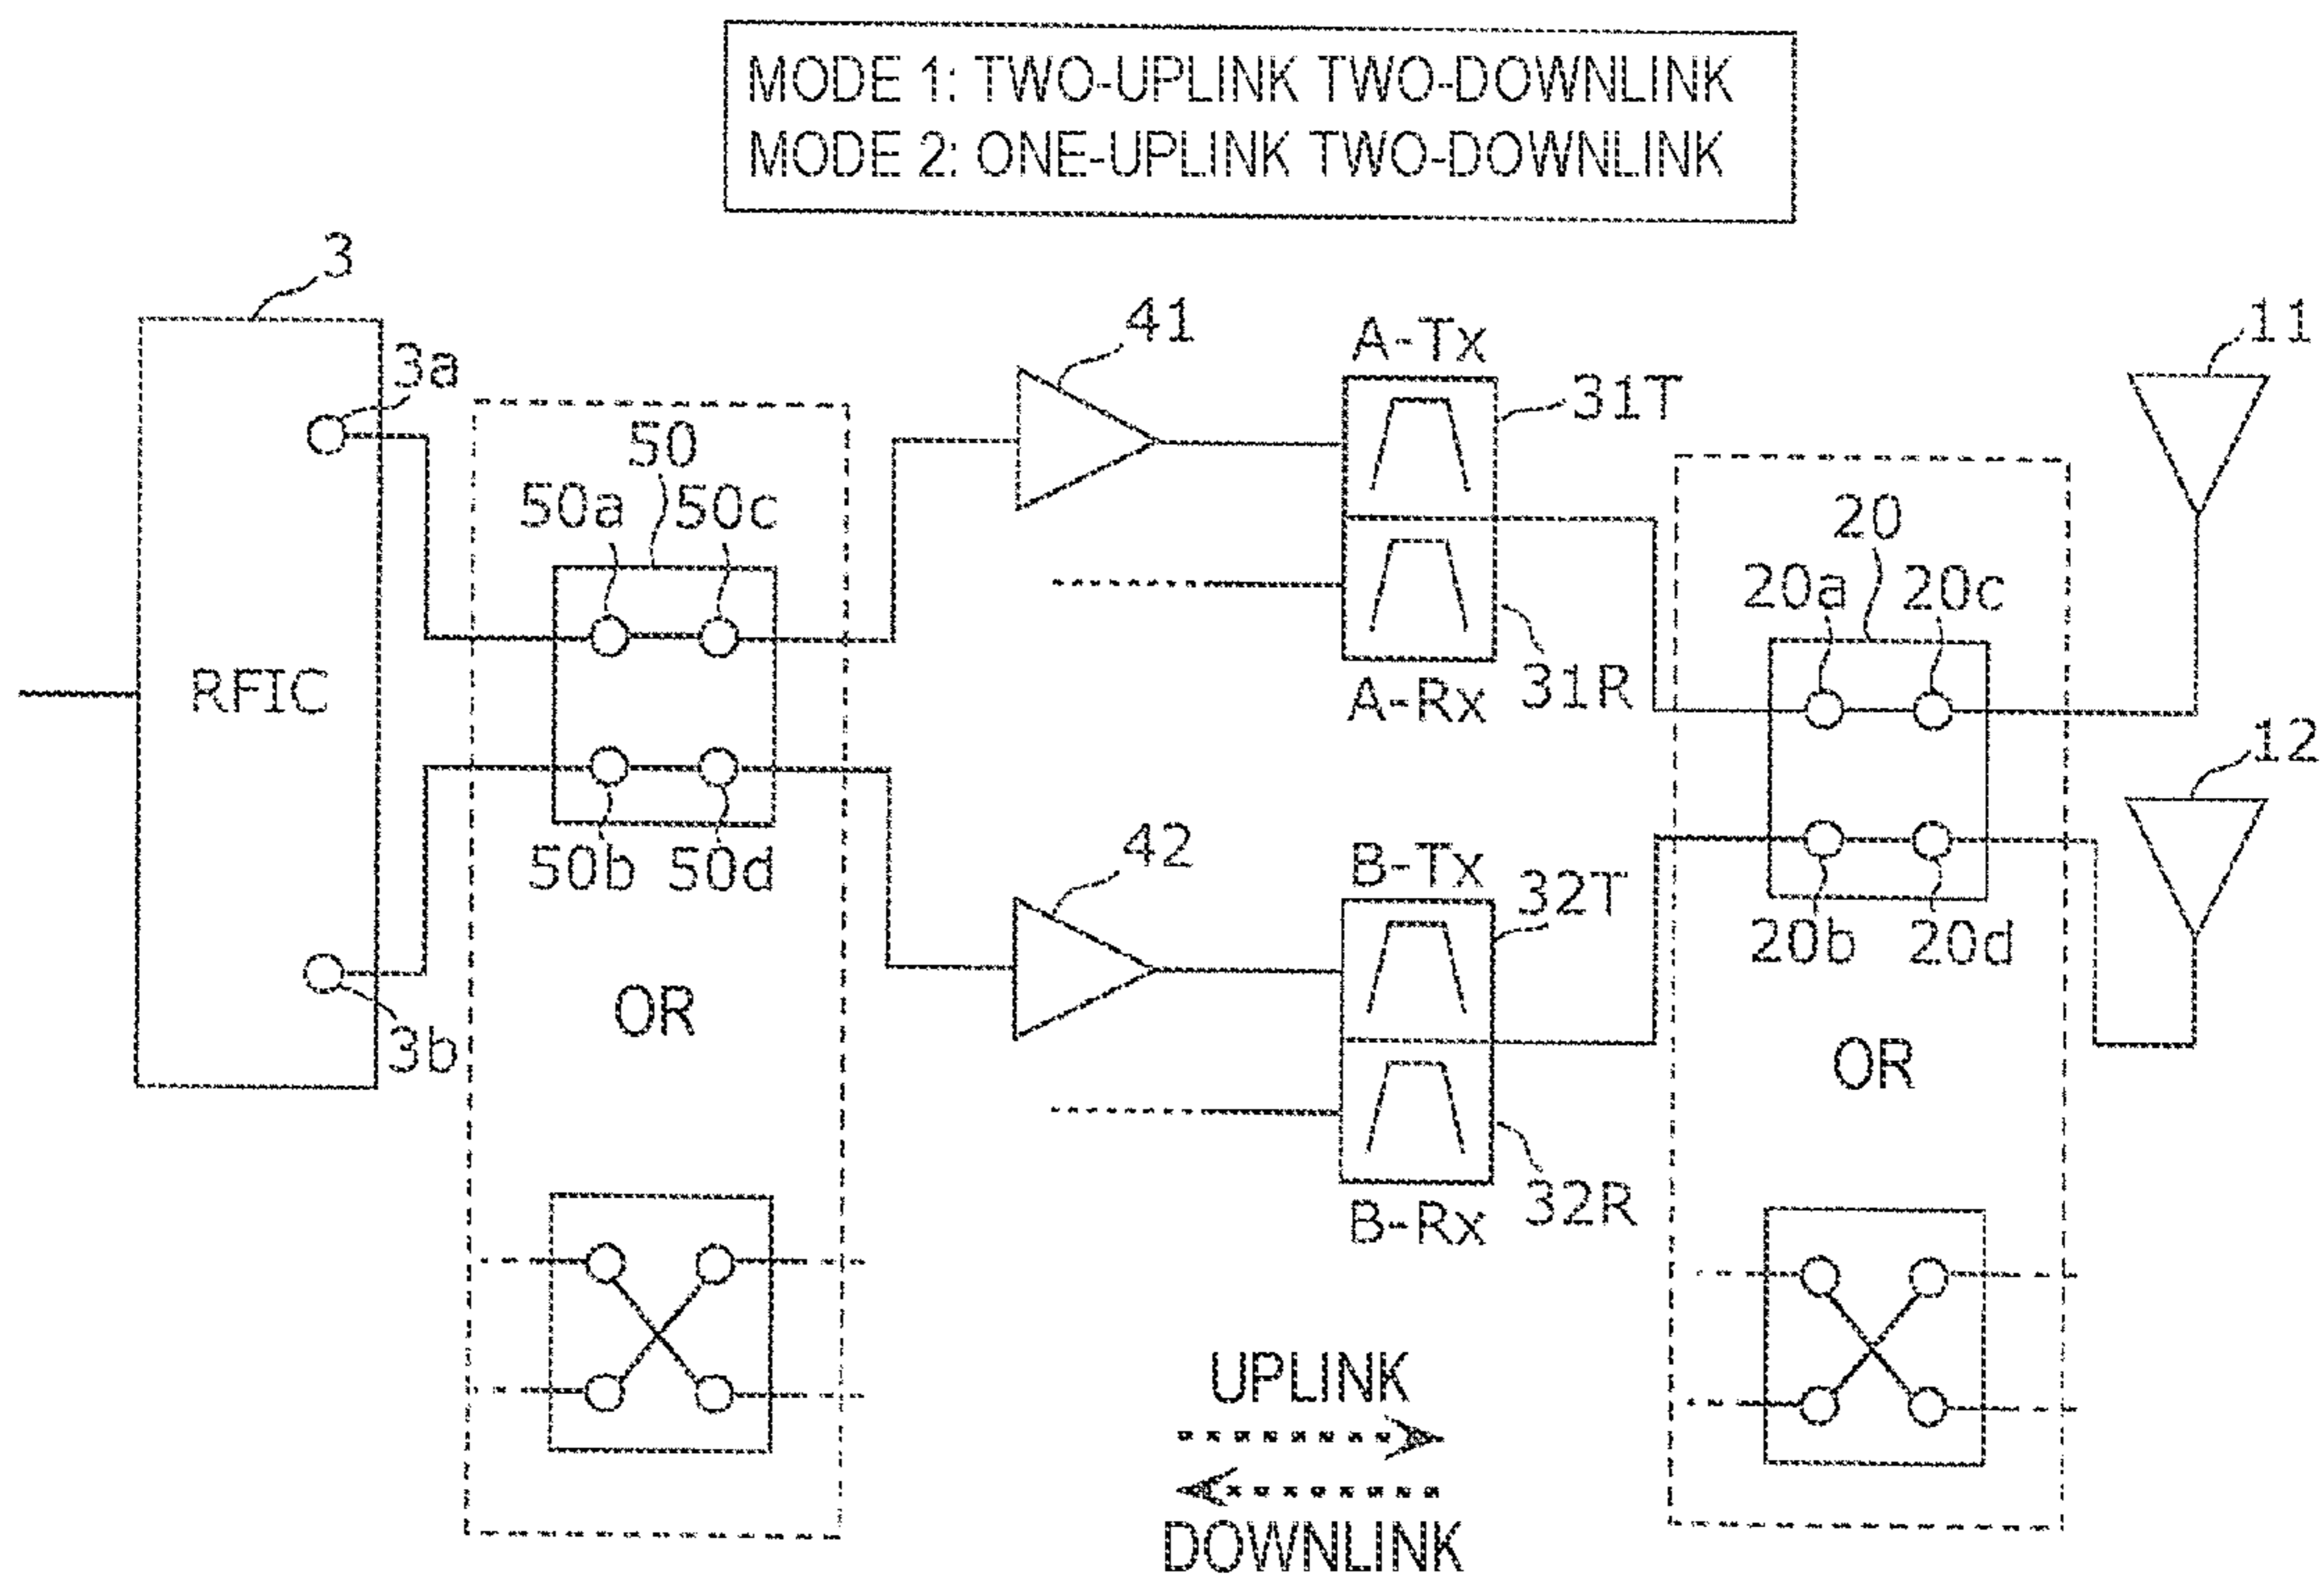 MODE 1: TWO-UPLINK TWO-DOWNLINK
MODE 2: ONE-UPLINK TWO-DOWNLINK
3
3a
RFIC
3b
50
50a
50c
50b
50d
OR
41
42
A-Tx
31T
31R
A-Rx
B-Tx
32T
32R
B-Rx
20
20a
20c
20b
20d
OR
11
12
UPLINK
DOWNLINK